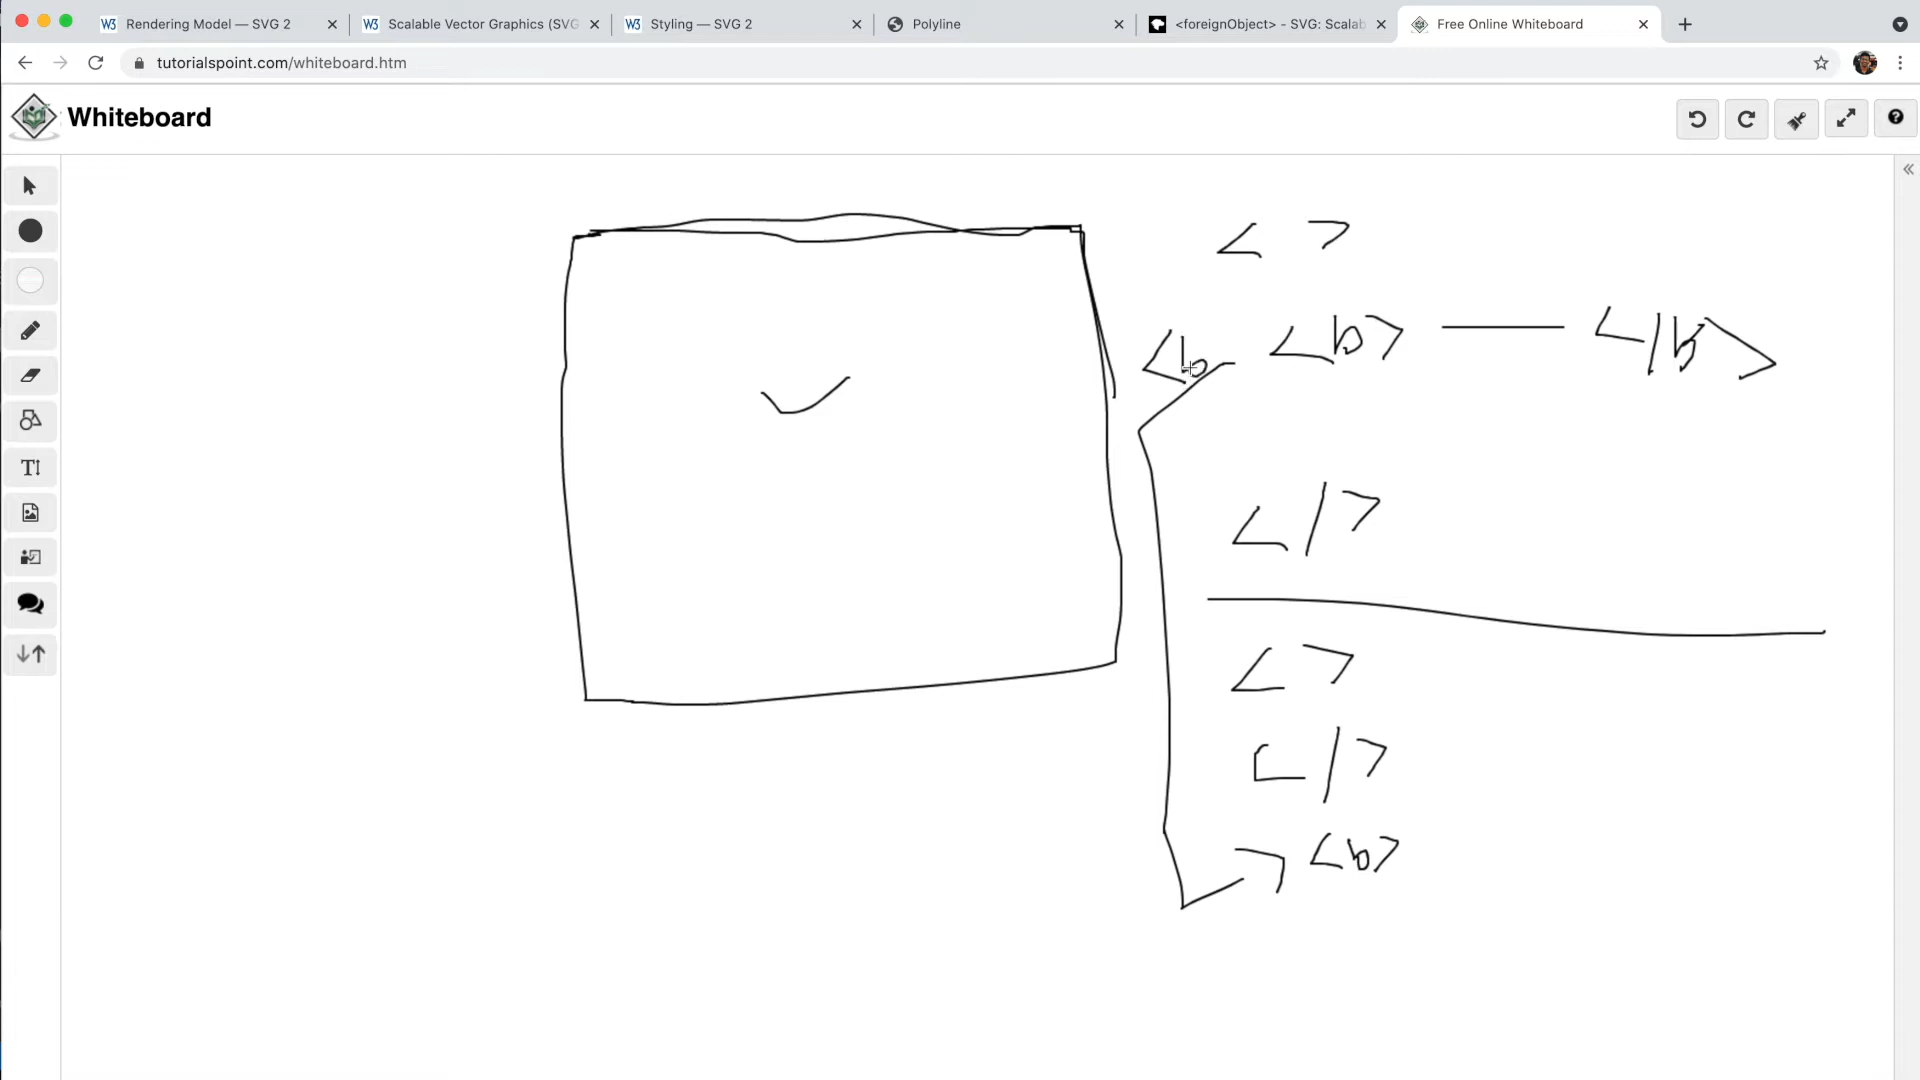 Rendering Model — SVG 2
Scalable Vector Graphics (SVG
Styling — SVG 2
Polyline
<foreignObject> - SVG: Scalab
Free Online Whiteboard
tutorialspoint.com/whiteboard.htm
Whiteboard
< >
<b <b> — </b>
</>
< >
</>
> <b>